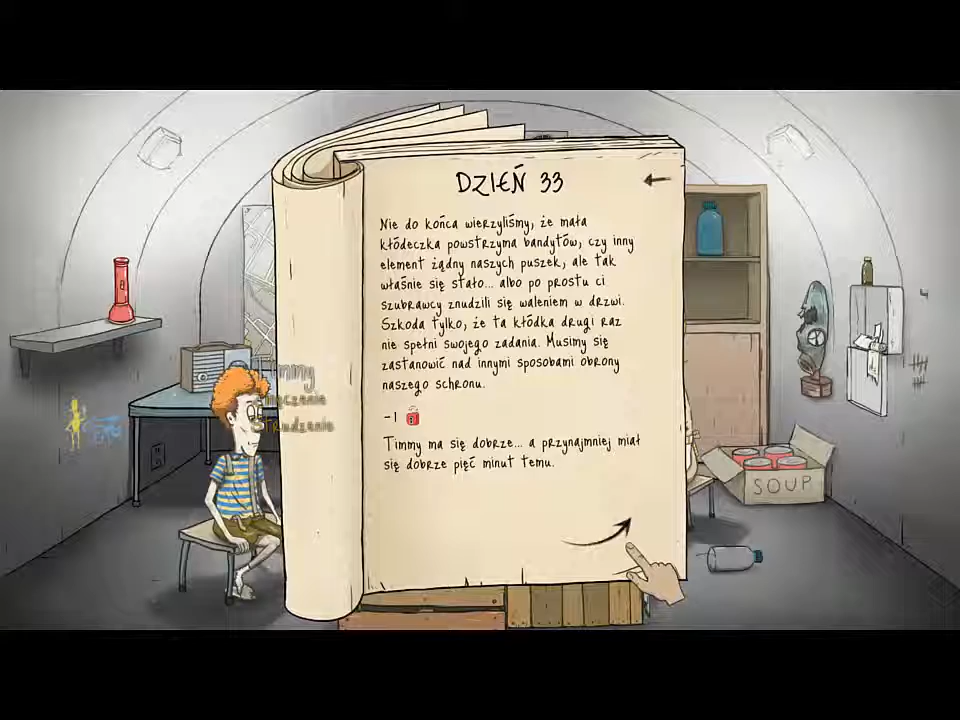 DZIEŃ 33
Nie do końca wierzyliśmy, że mała
kłódeczka powstrzyma bandytów, czy inny
element żądny naszych puszek, ale tak
właśnie się stało... albo po prostu ci
szubrawcy znudzili się waleniem w drzwi.
Szkoda tylko, że ta kłódka drugi raz
nie spełni swojego zadania. Musimy się
zastanowić nad innymi sposobami obrony
naszego schronu.
-1
Timmy ma się dobrze... a przynajmniej miał
się dobrze pięć minut temu.
Timmy
Zmęczenie
Strudzenie
SOUP